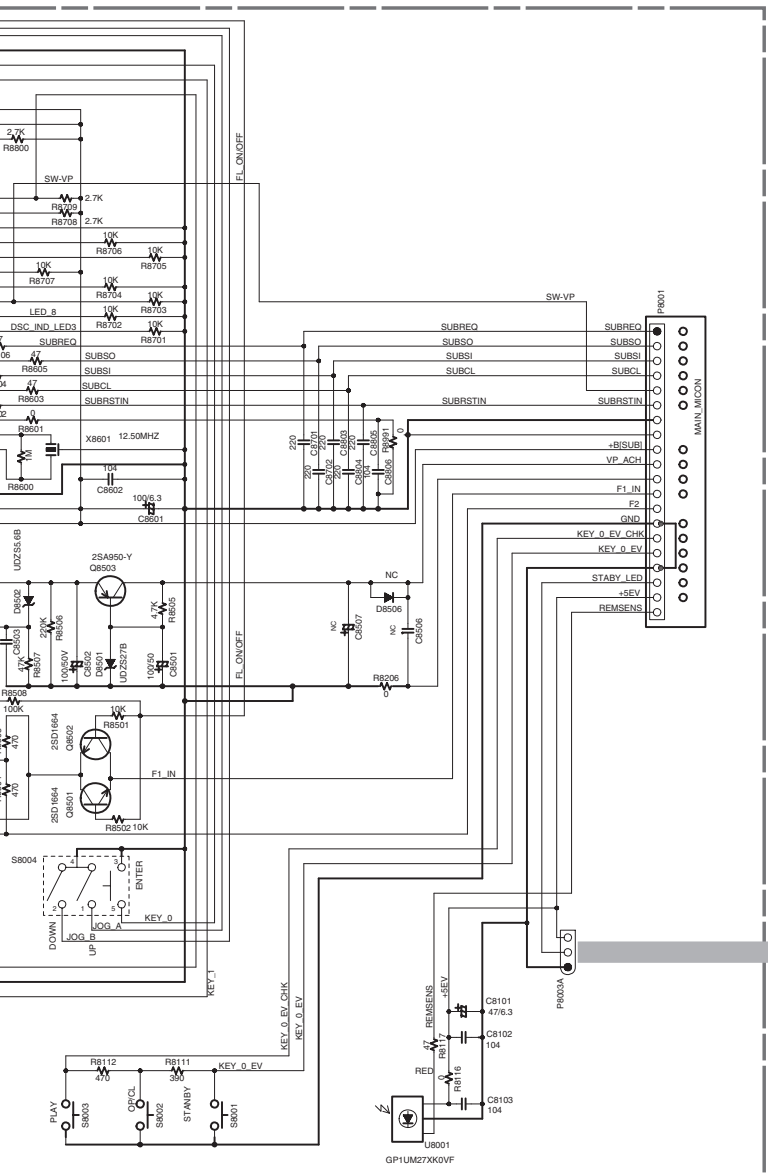 FL_ON/OFF
2.7K
R8800
SW-VP
2.7K
R8709
R8708
2.7K
10K
R8706
10K
R8705
10K
R8707
10K
R8704
10K
R8703
LED_8
10K
R8702
10K
R8701
DSC_IND_LED3
SUBREQ
47
R8605
SUBSO
SUBSI
47
R8603
SUBCL
SUBRSTIN
0
R8601
X8601
12.50MHZ
1M
R8600
104
C8602
100/6.3
C8601
220
C8701
220
C8702
220
C8803
220
C8804
220
C8805
104
C8806
0
R8991
SW-VP
SUBREQ
SUBSO
SUBSI
SUBCL
SUBRSTIN
P8001
SUBREQ
SUBSO
SUBSI
SUBCL
SUBRSTIN
+B[SUB]
VP_ACH
F1_IN
F2
GND
KEY_0_EV_CHK
KEY_0_EV
STABY_LED
+5EV
REMSENS
MAIN_MICON
UDZS5.6B
D8502
2SA950-Y
Q8503
C8503
47K
R8507
220K
R8506
100/50V
C8502
D8501
UDZS27B
4.7K
R8505
100/50
C8501
FL_ON/OFF
NC
C8507
NC
D8506
NC
C8506
R8206
0
R8508
100K
10K
R8501
2SD1664
Q8502
470
470
2SD1664
Q8501
R8502
10K
F1_IN
S8004
4
3
2
1
5
ENTER
DOWN
UP
KEY_0
JOG_A
JOG_B
KEY_1
KEY_0_EV_CHK
KEY_0_EV
R8112
470
R8111
390
KEY_0_EV
PLAY
S8003
OP/CL
S8002
STANBY
S8001
REMSENS
+5EV
47
R8117
RED
0
R8116
C8101
47/6.3
C8102
104
C8103
104
U8001
GP1UM27XK0VF
P8003A